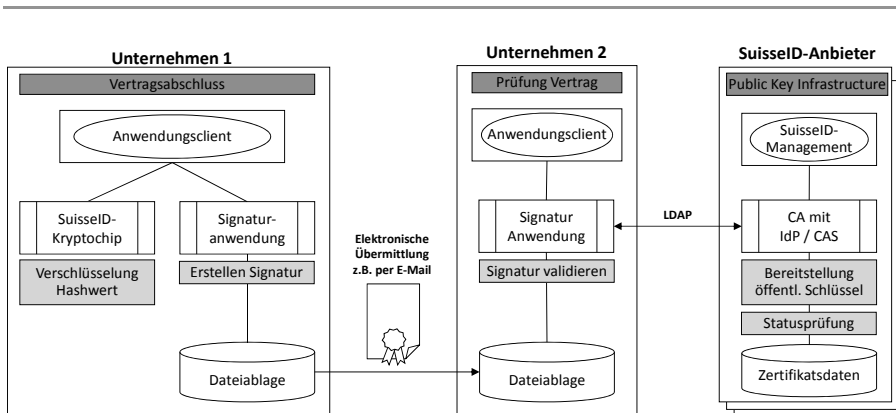 Unternehmen 1
Vertragsabschluss
Anwendungsclient
SuisseID-
Kryptochip
Verschlüsselung
Hashwert
Signatur-
anwendung
Erstellen Signatur
Dateiablage
Elektronische
Übermittlung
z.B. per E-Mail
Unternehmen 2
Prüfung Vertrag
Anwendungsclient
Signatur
Anwendung
Signatur validieren
Dateiablage
LDAP
SuisseID-Anbieter
Public Key Infrastructure
SuisseID-
Management
CA mit
IdP / CAS
Bereitstellung
öffentl. Schlüssel
Statusprüfung
Zertifikatsdaten